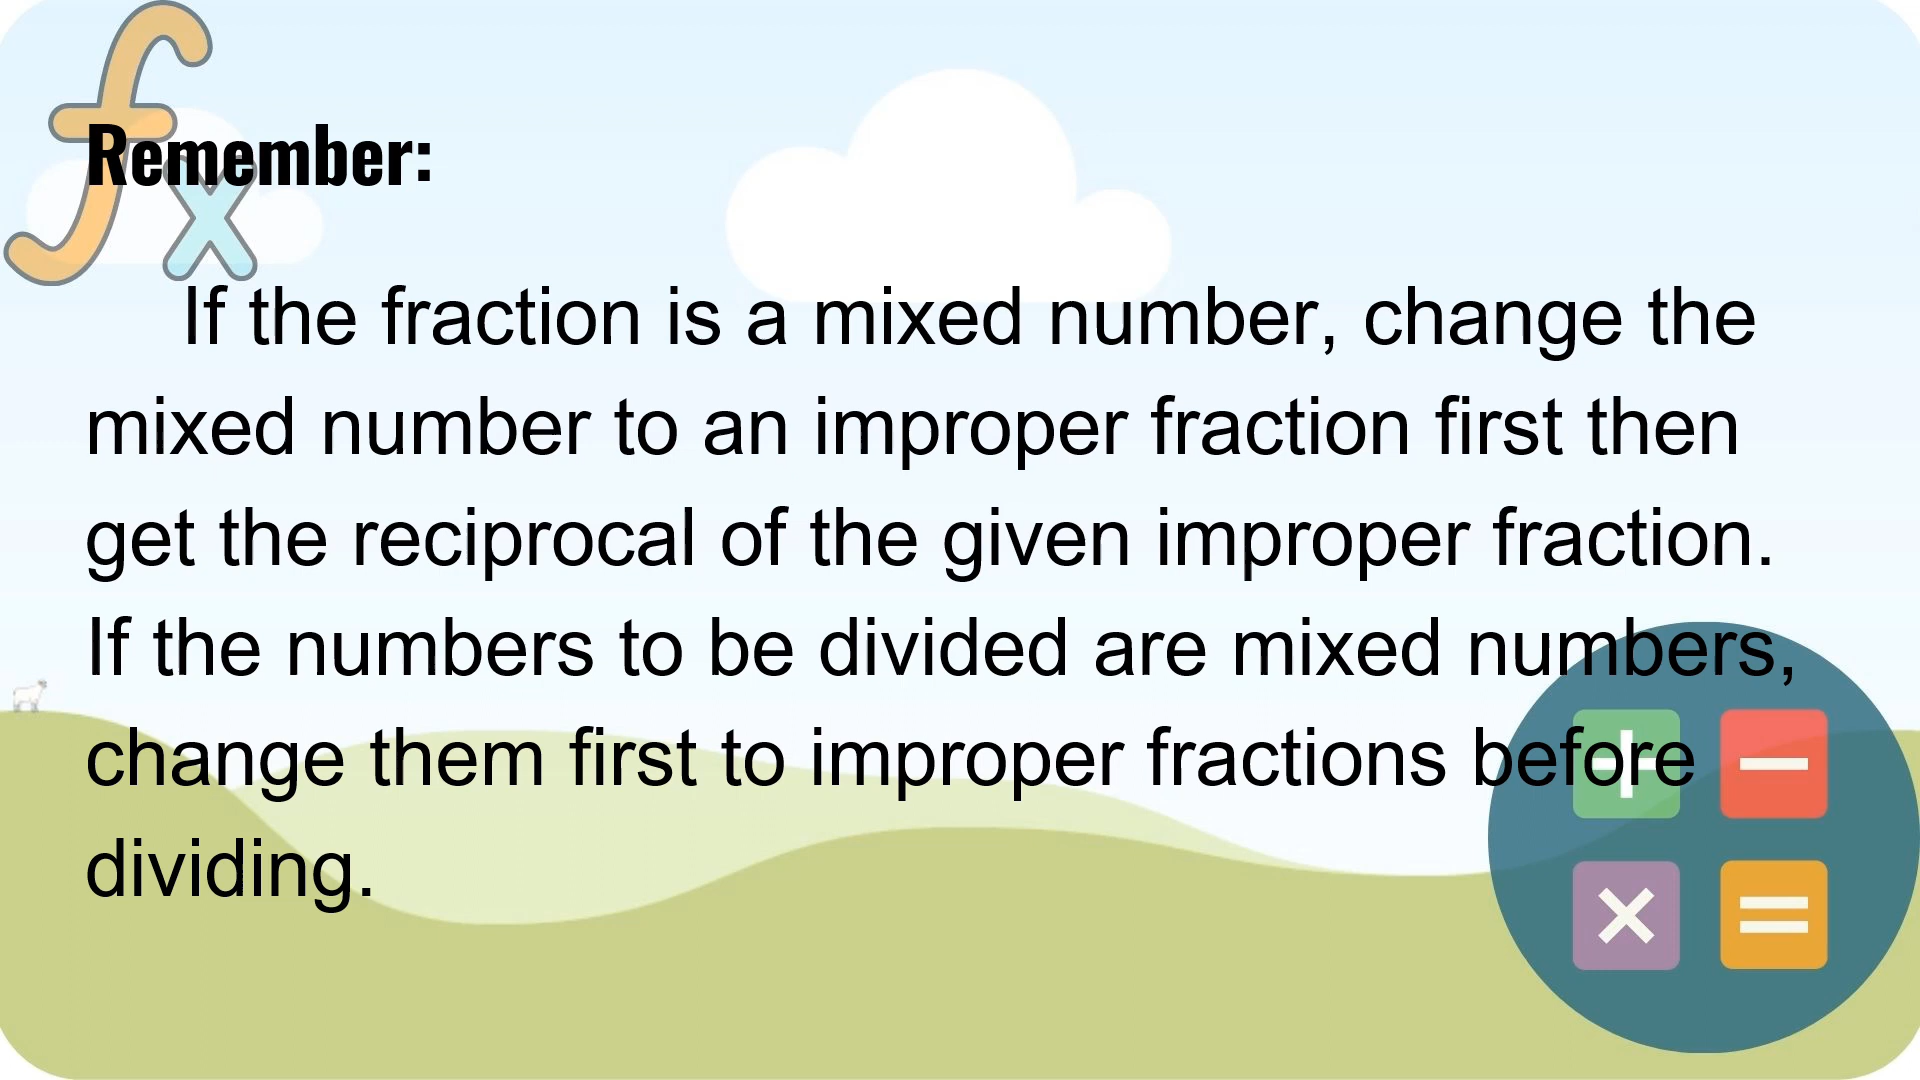 Remember:
If the fraction is a mixed number, change the
mixed number to an improper fraction first then
get the reciprocal of the given improper fraction.
If the numbers to be divided are mixed numbers,
change them first to improper fractions before
dividing.